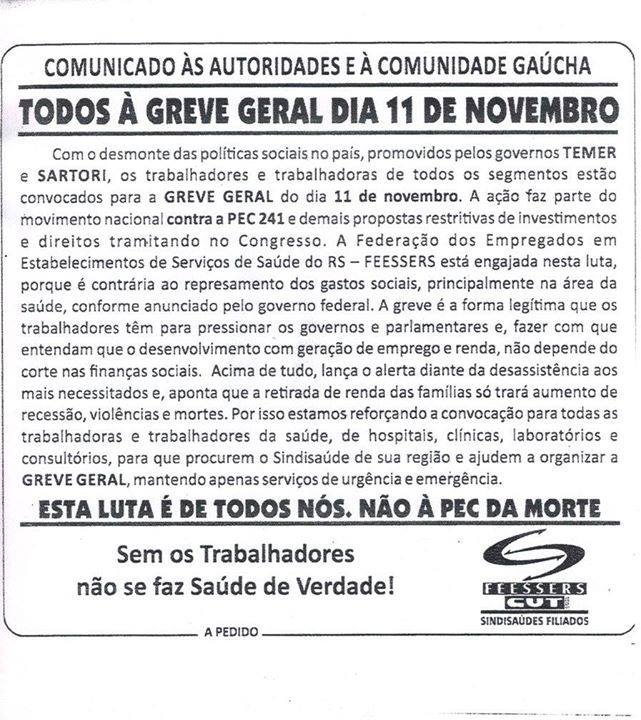 COMUNICADO ÀS AUTORIDADES E À COMUNIDADE GAÚCHA
TODOS À GREVE GERAL DIA 11 DE NOVEMBRO
Com o desmonte das políticas sociais no país, promovidos pelos governos TEMER
e SARTORI, os trabalhadores e trabalhadoras de todos os segmentos estão
convocados para a GREVE GERAL do dia 11 de novembro. A ação faz parte do
movimento nacional contra a PEC 241 e demais propostas restritivas de investimentos
e direitos tramitando no Congresso. A Federação dos Empregados em
Estabelecimentos de Serviços de Saúde do RS – FEESSERS está engajada nesta luta,
porque é contrária ao represamento dos gastos sociais, principalmente na área da
saúde, conforme anunciado pelo governo federal. A greve é a forma legítima que os
trabalhadores têm para pressionar os governos e parlamentares e, fazer com que
entendam que o desenvolvimento com geração de emprego e renda, não depende do
corte nas finanças sociais. Acima de tudo, lança o alerta diante da desassistência aos
mais necessitados e, aponta que a retirada de renda das famílias só trará aumento de
recessão, violências e mortes. Por isso estamos reforçando a convocação para todas as
trabalhadoras e trabalhadores da saúde, de hospitais, clínicas, laboratórios e
consultórios, para que procurem o Sindisaúde de sua região e ajudem a organizar a
GREVE GERAL, mantendo apenas serviços de urgência e emergência.
ESTA LUTA É DE TODOS NÓS. NÃO À PEC DA MORTE
Sem os Trabalhadores
não se faz Saúde de Verdade!
FEESSERS
CUT
SINDISAÚDES FILIADOS
A PEDIDO